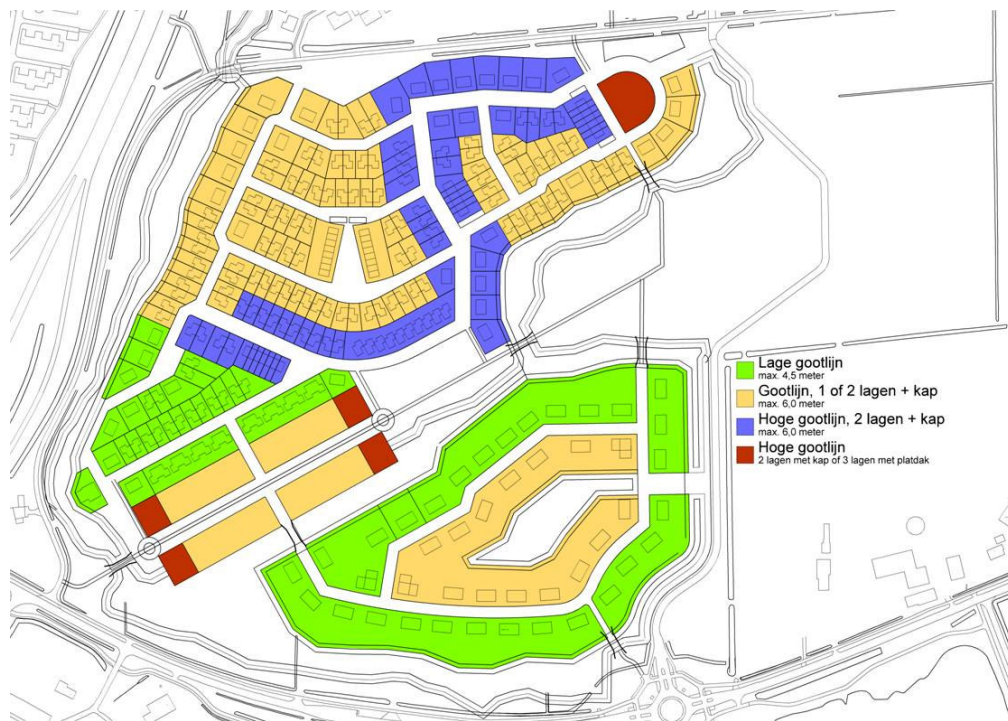 Lage gootlijn
max. 4,5 meter
Gootlijn, 1 of 2 lagen + kap
max. 6,0 meter
Hoge gootlijn, 2 lagen + kap
max. 6,0 meter
Hoge gootlijn
2 lagen met kap of 3 lagen met platdak